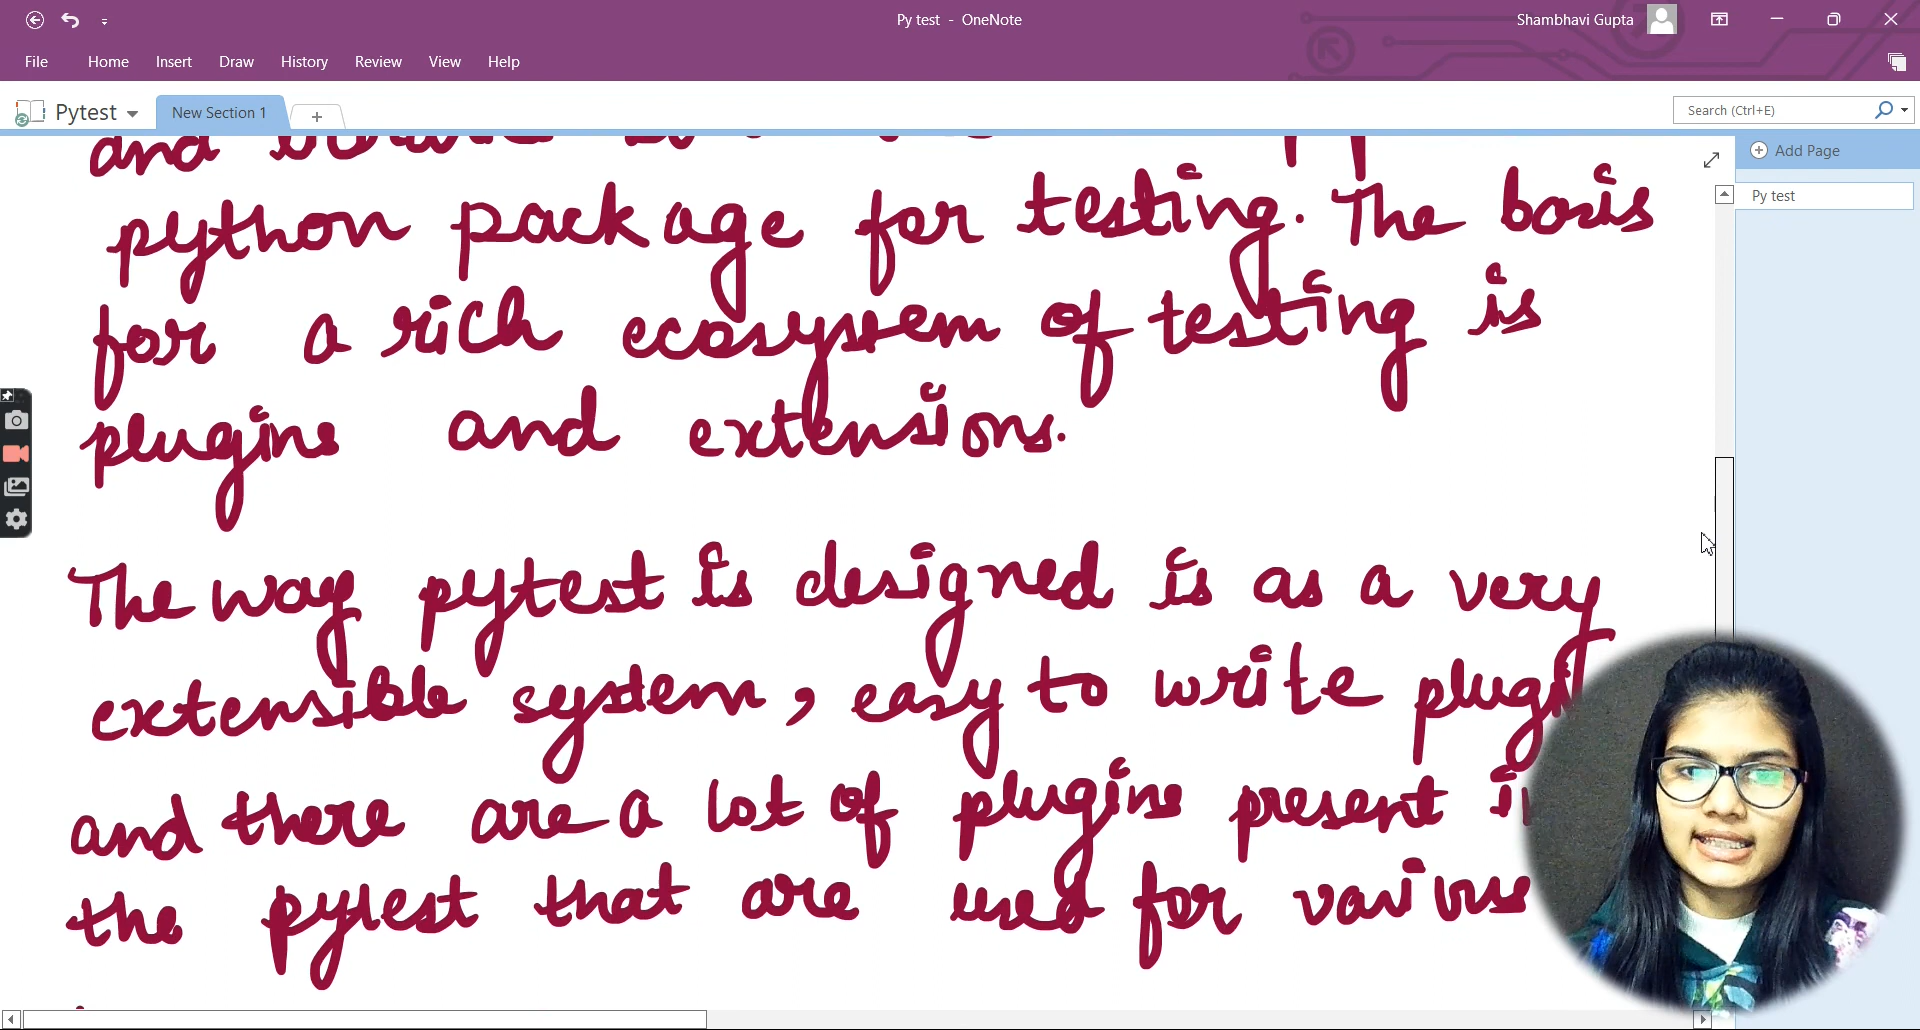 Py test - OneNote
Shambhavi Gupta
File Home Insert Draw History Review View Help
Pytest
New Section 1
Search (Ctrl+E)
Add Page
Py test
and
python package for testing. The basis
for a rich ecosystem of testing is
plugins and extensions.
The way pytest is designed is as a very
extensible system, easy to write
and there are a lot of plugins present
the pytest that are used for various